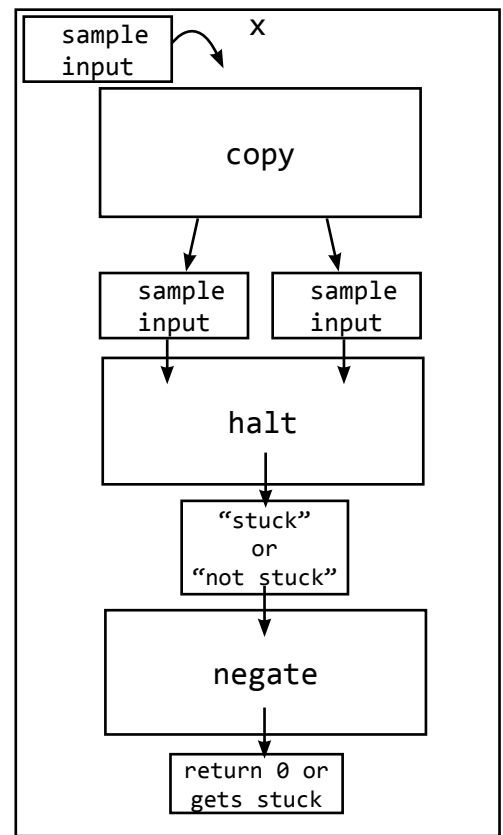 x
sample
input
copy
sample
input
sample
input
halt
“stuck”
or
“not stuck”
negate
return 0 or
gets stuck